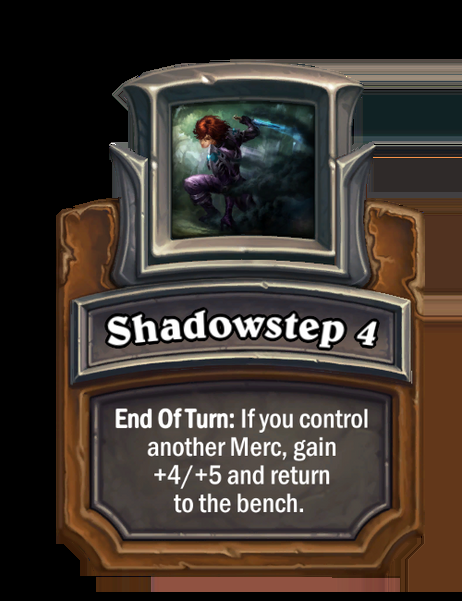 Shadowstep 4
End Of Turn: If you control
another Merc, gain
+4/+5 and return
to the bench.